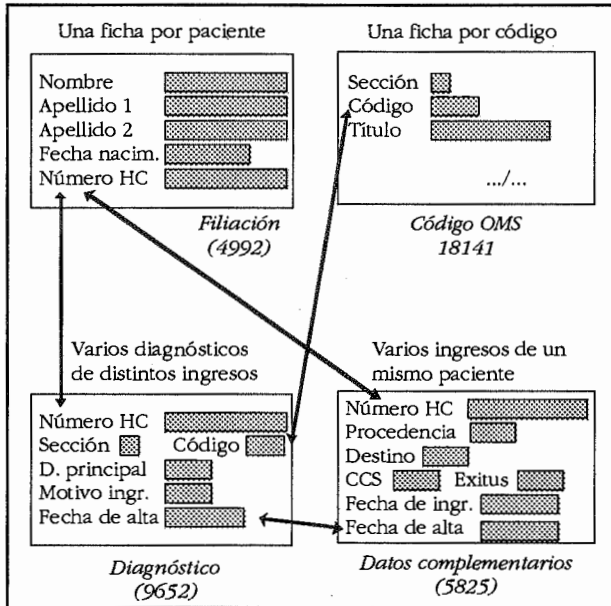 Una ficha por paciente
Nombre
Apellido 1
Apellido 2
Fecha nacim.
Número HC
Filiación
(4992)
Una ficha por código
Sección
Código
Título
.../...
Código OMS
18141
Varios diagnósticos
de distintos ingresos
Número HC
Sección Código
D. principal
Motivo ingr.
Fecha de alta
Diagnóstico
(9652)
Varios ingresos de un
mismo paciente
Número HC
Procedencia
Destino
CCS Exitus
Fecha de ingr.
Fecha de alta
Datos complementarios
(5825)